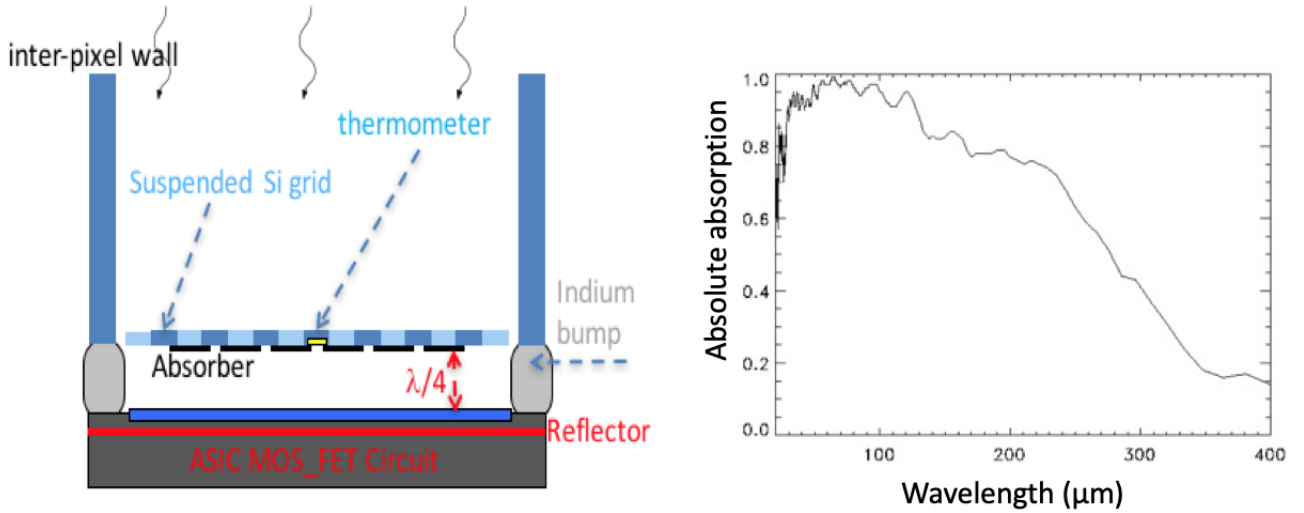 inter-pixel wall
thermometer
Suspended Si grid
Indium
bump
Absorber
λ/4
Reflector
ASIC MOS_FET Circuit
Absolute absorption
1.0
0.8
0.6
0.4
0.2
0.0
100
200
300
400
Wavelength (μm)